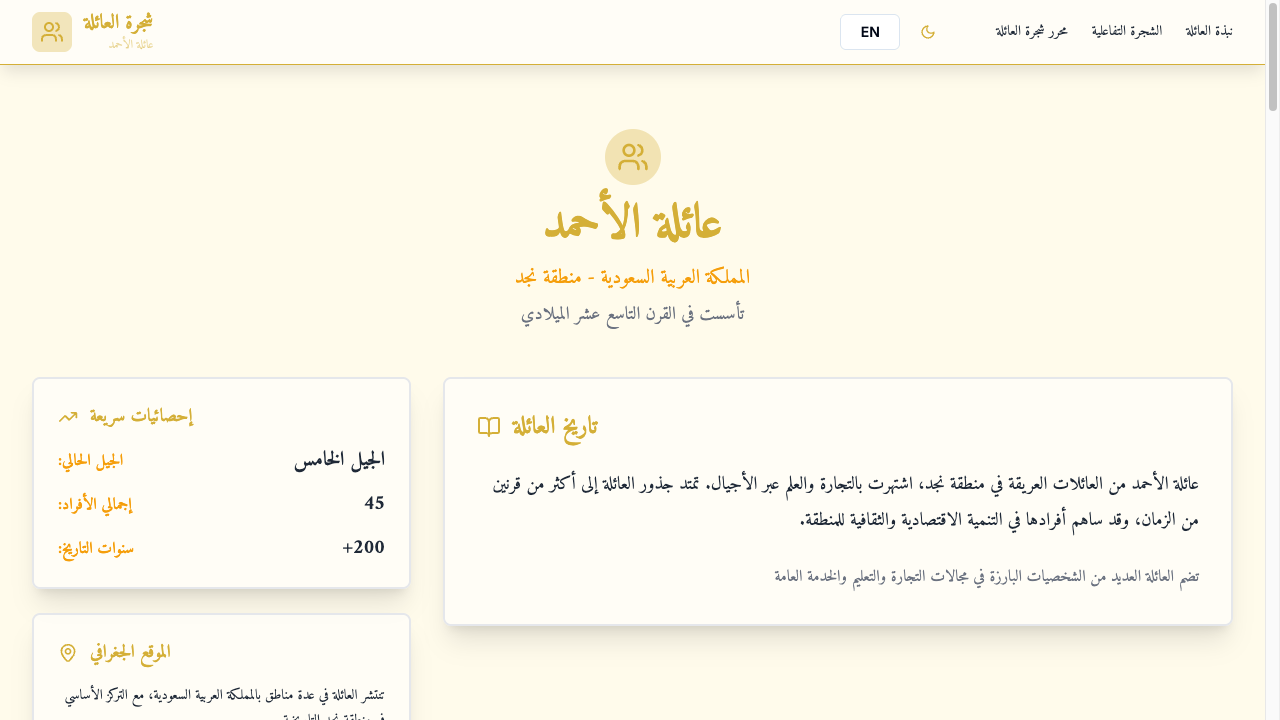 نبذة العائلة
الشجرة التفاعلية
محرر شجرة العائلة
EN
شجرة العائلة
عائلة الأحمد
عائلة الأحمد
المملكة العربية السعودية - منطقة نجد
تأسست في القرن التاسع عشر الميلادي
تاريخ العائلة
عائلة الأحمد من العائلات العريقة في منطقة نجد، اشتهرت بالتجارة والعلم عبر الأجيال. تمتد جذور العائلة إلى أكثر من قرنين
من الزمان، وقد ساهم أفرادها في التنمية الاقتصادية والثقافية للمنطقة.
تضم العائلة العديد من الشخصيات البارزة في مجالات التجارة والتعليم والخدمة العامة
إحصائيات سريعة
الجيل الحالي: الجيل الخامس
إجمالي الأفراد: 45
سنوات التاريخ: 200+
الموقع الجغرافي
تنتشر العائلة في عدة مناطق بالمملكة العربية السعودية، مع التركز الأساسي